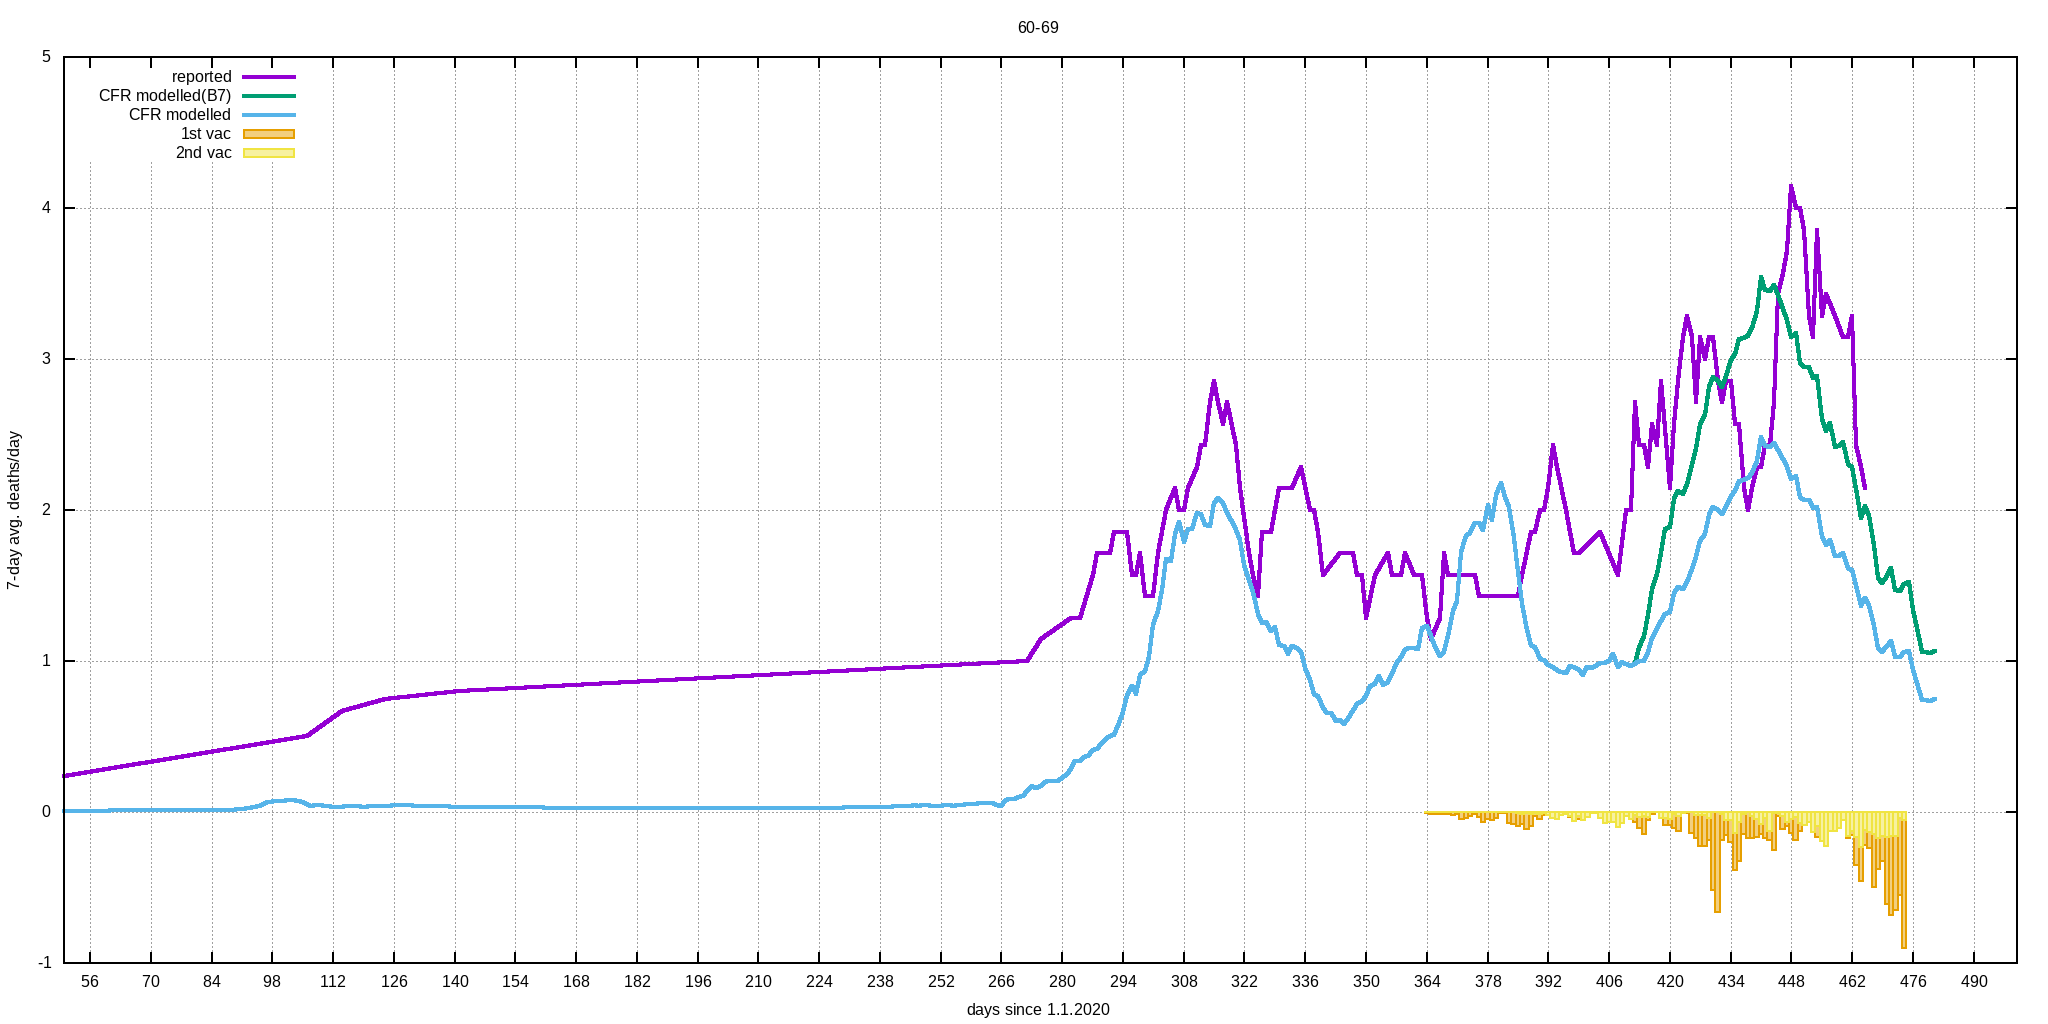 60-69
5
4
3
2
1
0
-1
7-day avg. deaths/day
reported
CFR modelled(B7)
CFR modelled
1st vac
2nd vac
56 70 84 98 112 126 140 154 168 182 196 210 224 238 252 266 280 294 308 322 336 350 364 378 392 406 420 434 448 462 476 490
days since 1.1.2020